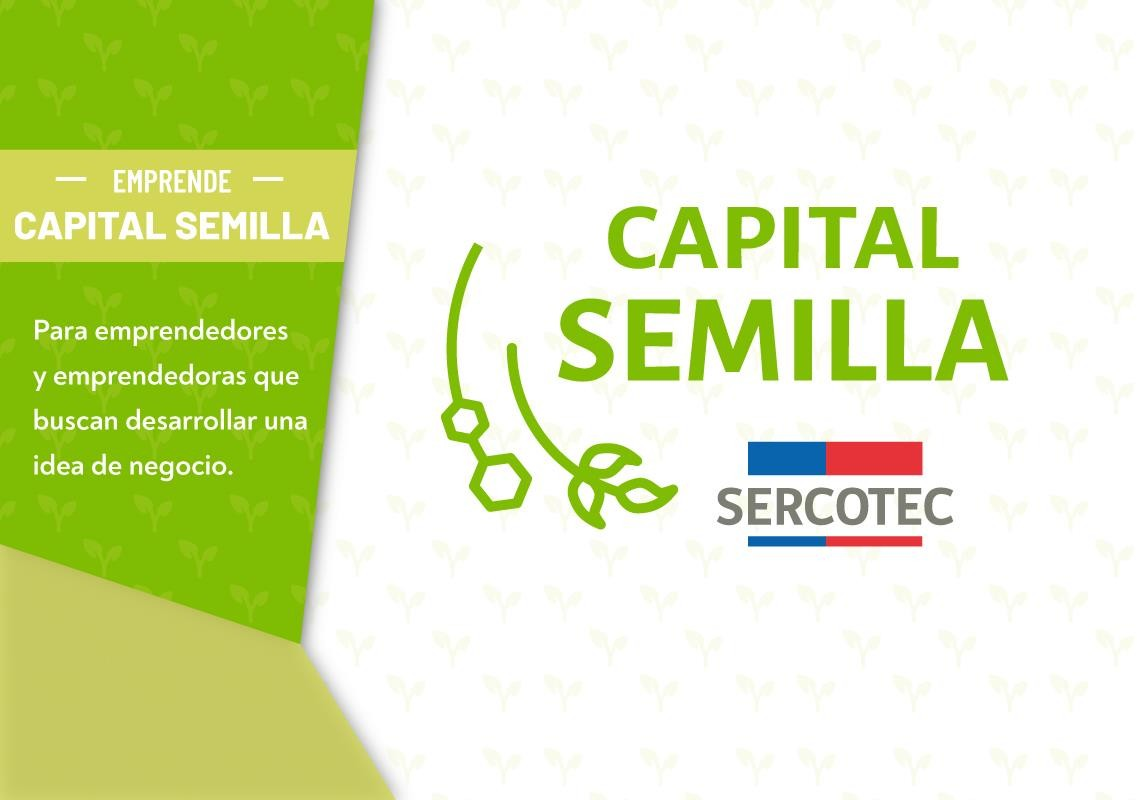 EMPRENDE
CAPITAL SEMILLA
Para emprendedores
y emprendedoras que
buscan desarrollar una
idea de negocio.
CAPITAL
SEMILLA
SERCOTEC